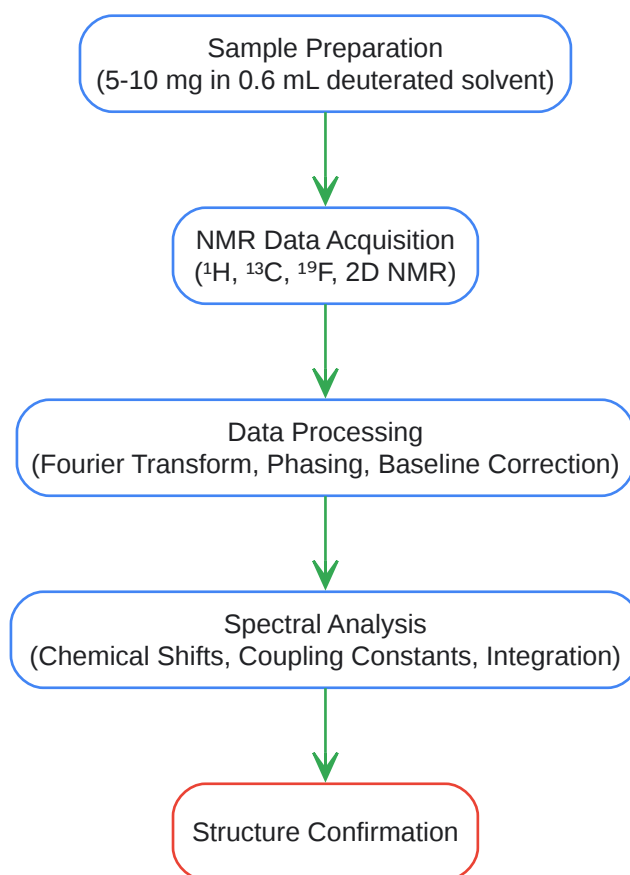 Sample Preparation
(5-10 mg in 0.6 mL deuterated solvent)
NMR Data Acquisition
(¹H, ¹³C, ¹⁹F, 2D NMR)
Data Processing
(Fourier Transform, Phasing, Baseline Correction)
Spectral Analysis
(Chemical Shifts, Coupling Constants, Integration)
Structure Confirmation